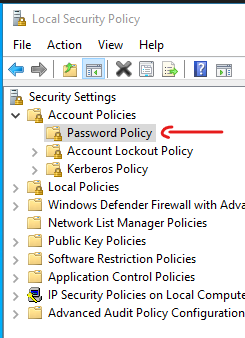 Local Security Policy
File Action View Help
Security Settings
Account Policies
Password Policy
Account Lockout Policy
Kerberos Policy
Local Policies
Windows Defender Firewall with Adva
Network List Manager Policies
Public Key Policies
Software Restriction Policies
Application Control Policies
IP Security Policies on Local Compute
Advanced Audit Policy Configuration